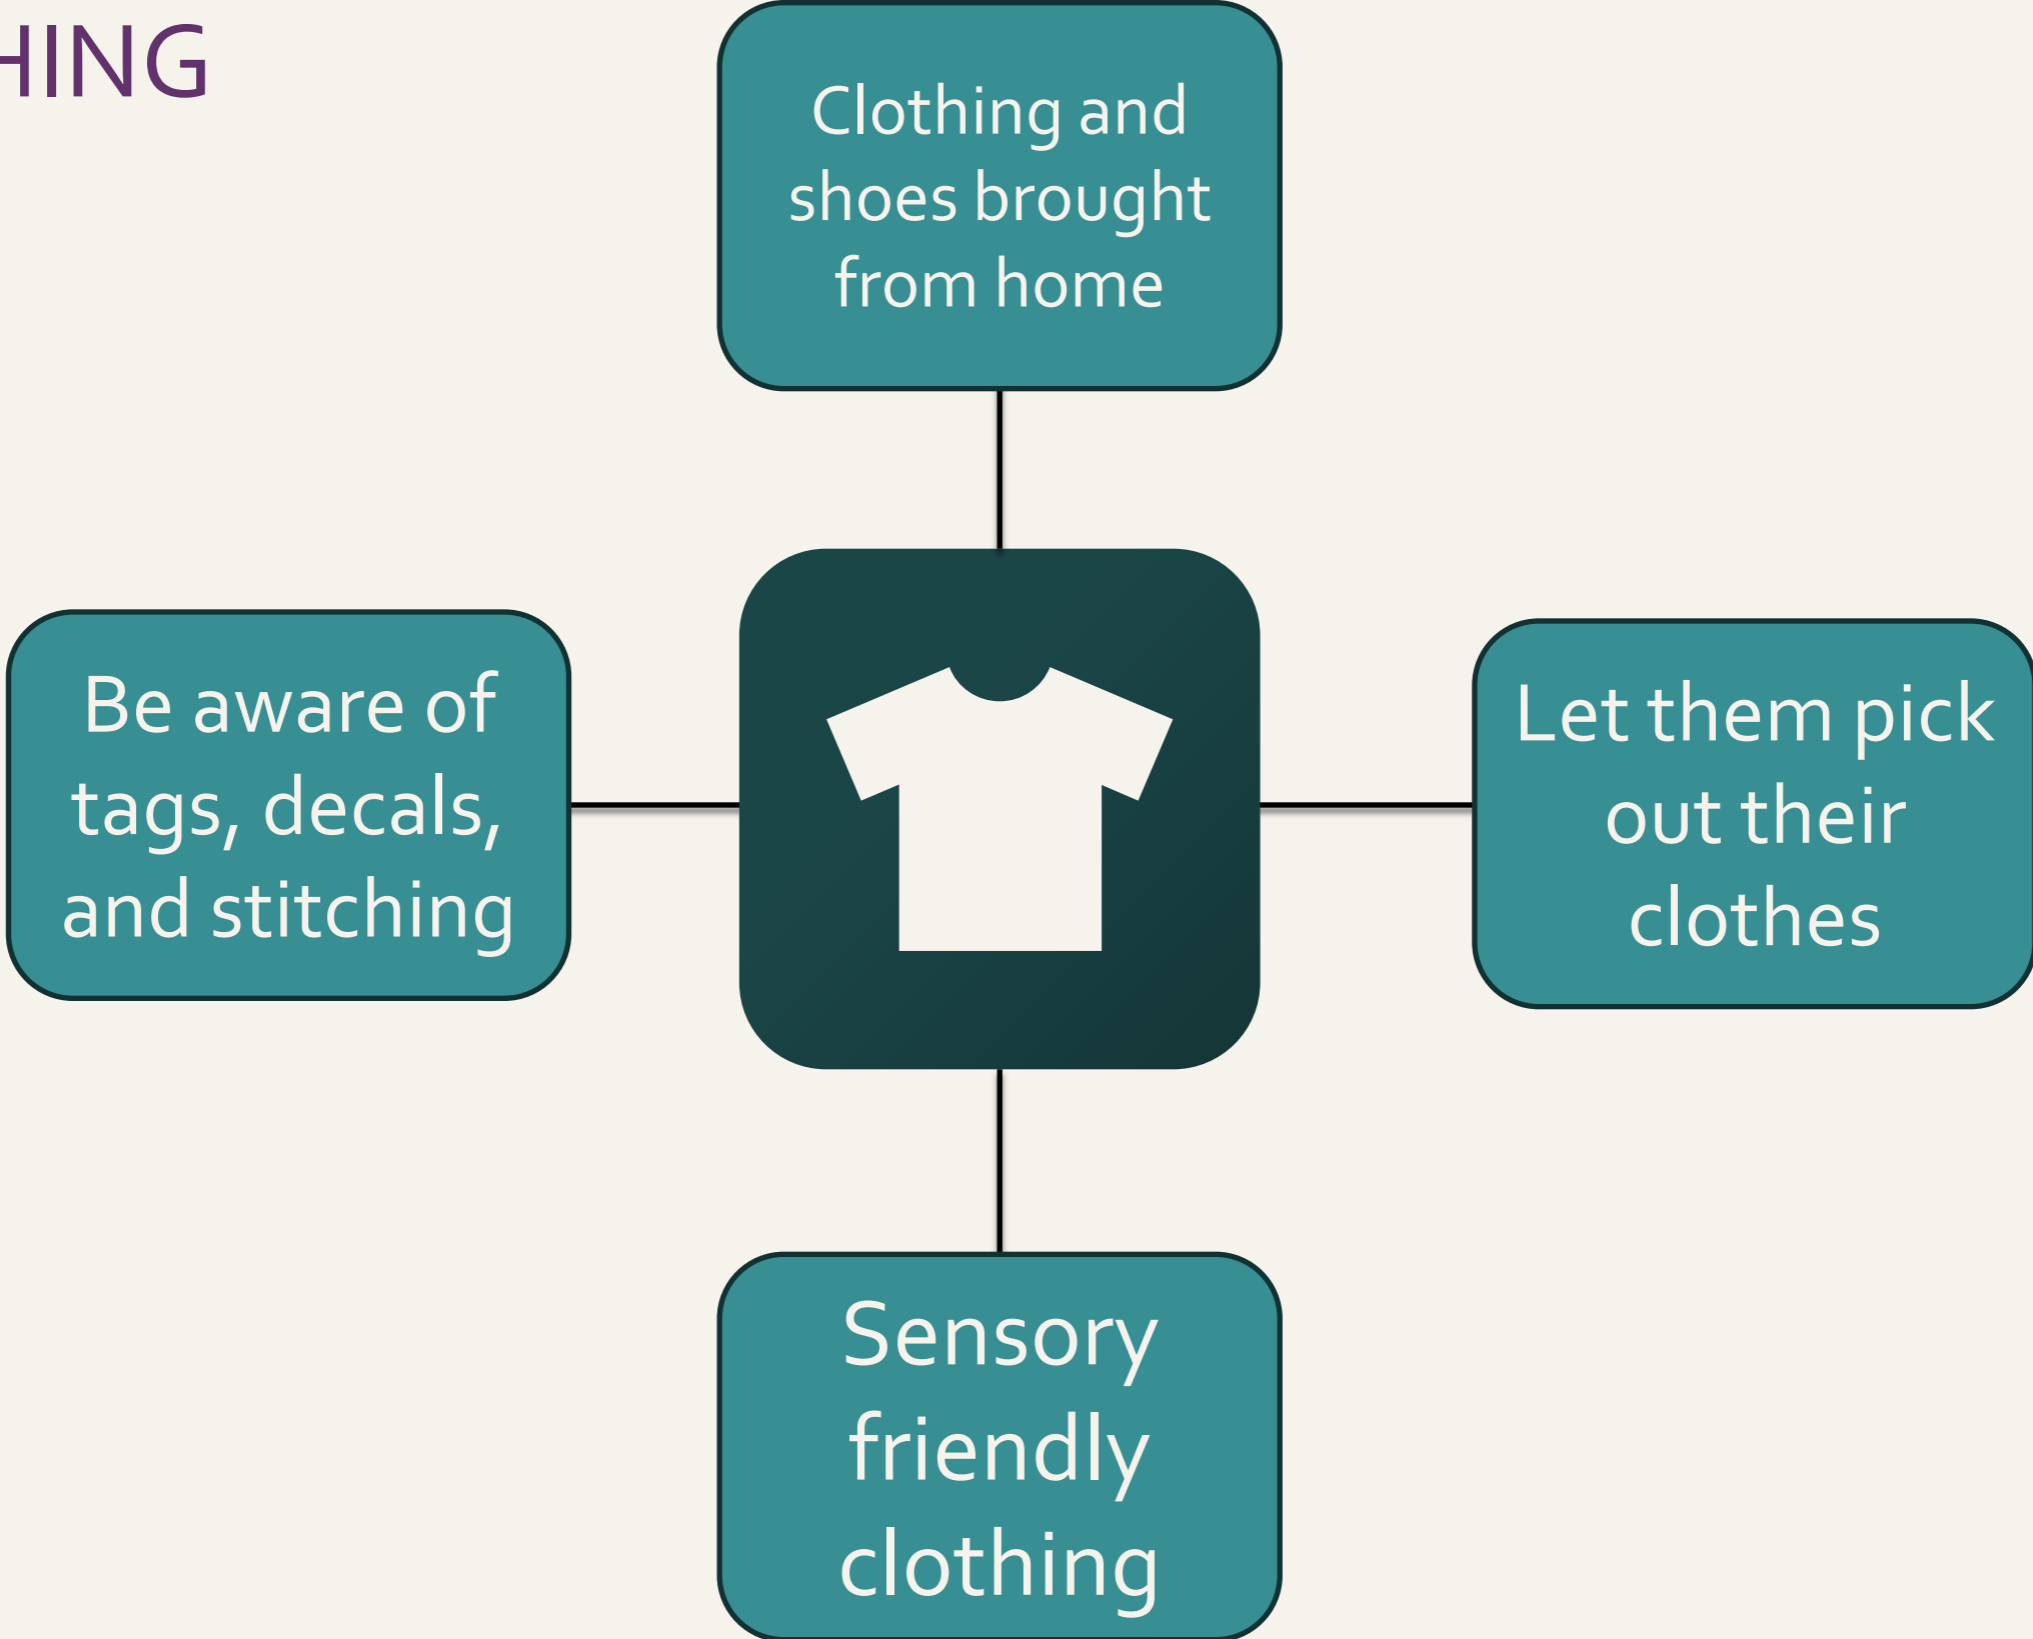 HING
Clothing and
shoes brought
from home
Be aware of
tags, decals,
and stitching
Let them pick
out their
clothes
Sensory
friendly
clothing